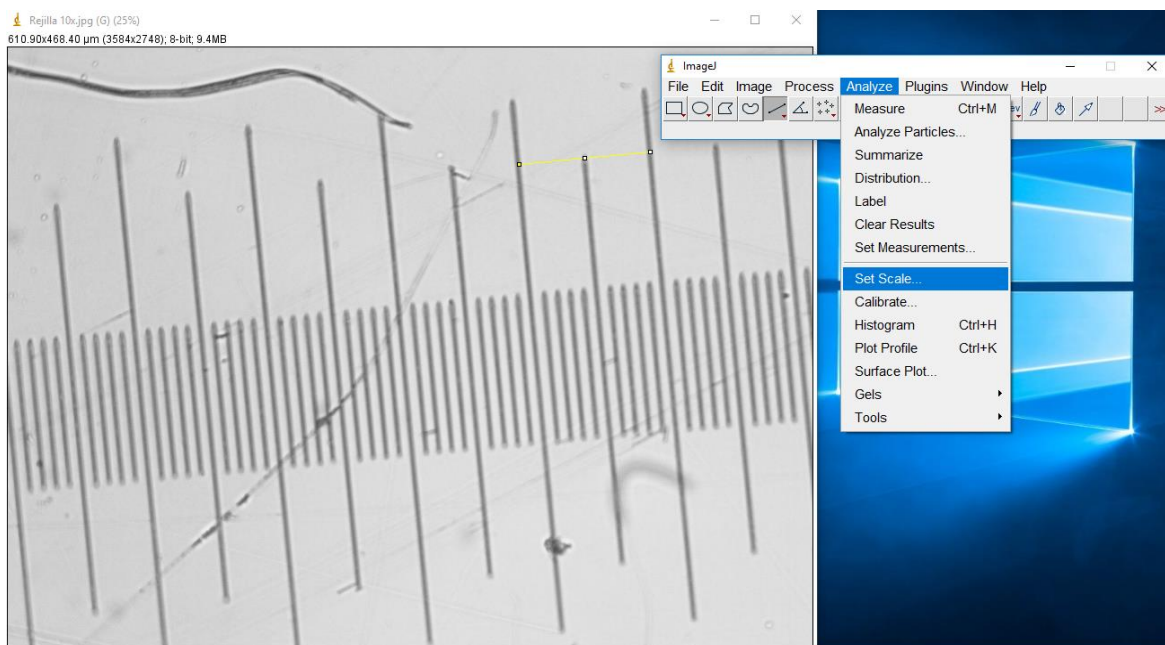 Rejilla 10x.jpg (G) (25%)
610.90x468.40 µm (3584x2748); 8-bit; 9.4MB
ImageJ
File Edit Image Process Analyze Plugins Window Help
Measure Ctrl+M
Analyze Particles...
Summarize
Distribution...
Label
Clear Results
Set Measurements...
Set Scale...
Calibrate...
Histogram Ctrl+H
Plot Profile Ctrl+K
Surface Plot...
Gels
Tools
>>